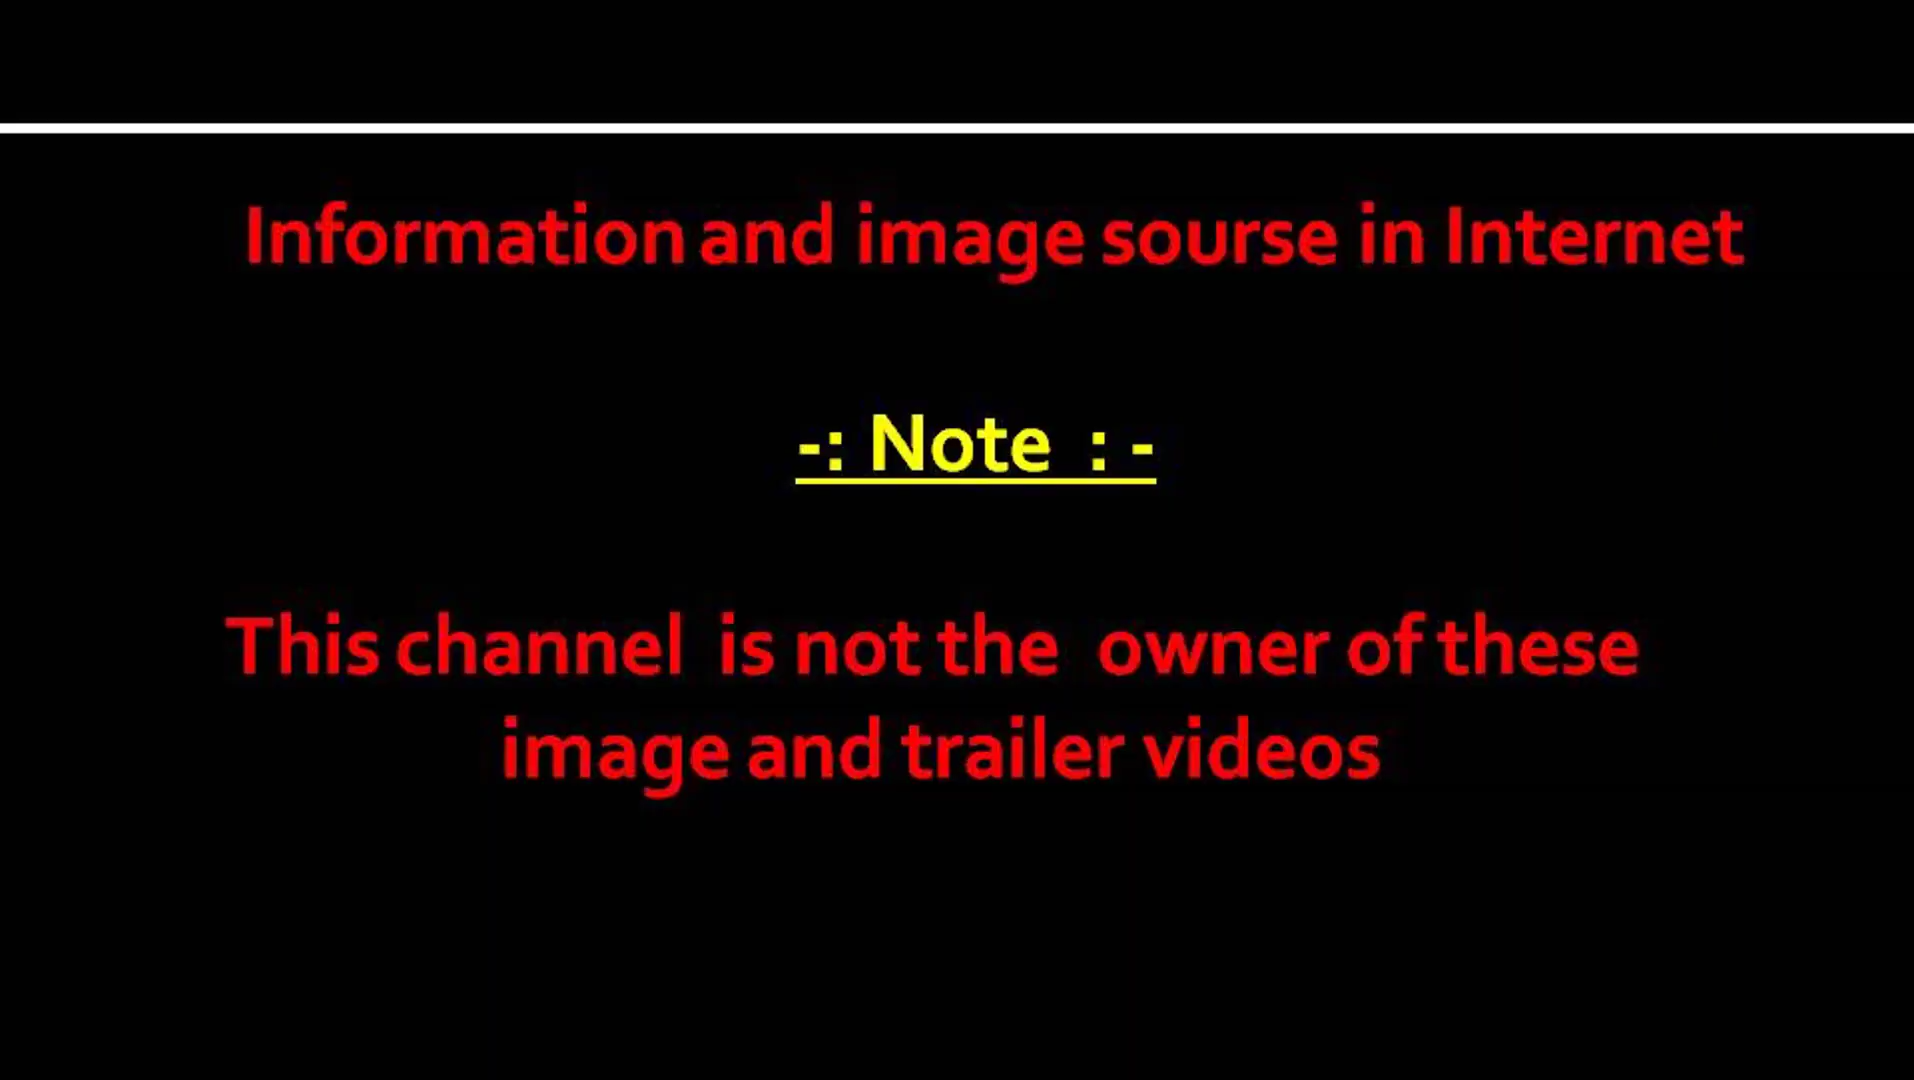 Information and image sourse in Internet
-: Note : -
This channel is not the owner of these
image and trailer videos